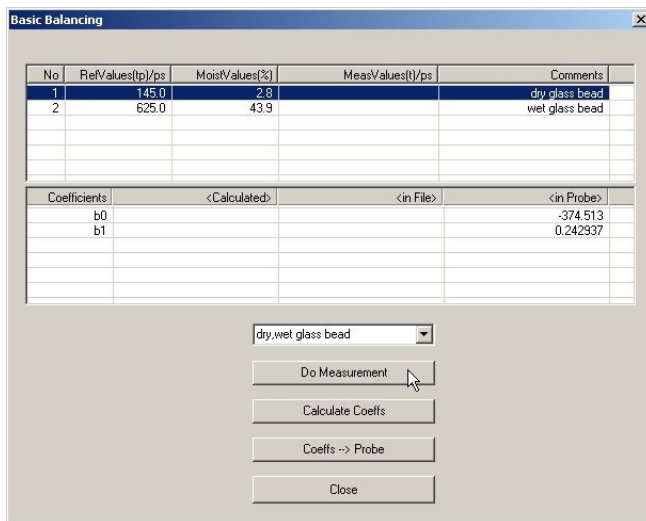 Basic Balancing
No RefValues(tp)/ps MoistValues(%) MeasValues(t)/ps Comments
1 145.0 2.8 dry glass bead
2 625.0 43.9 wet glass bead
Coefficients <Calculated> <in File> <in Probe>
b0 -374.513
b1 0.242937
dry,wet glass bead
Do Measurement
Calculate Coeffs
Coeffs --> Probe
Close